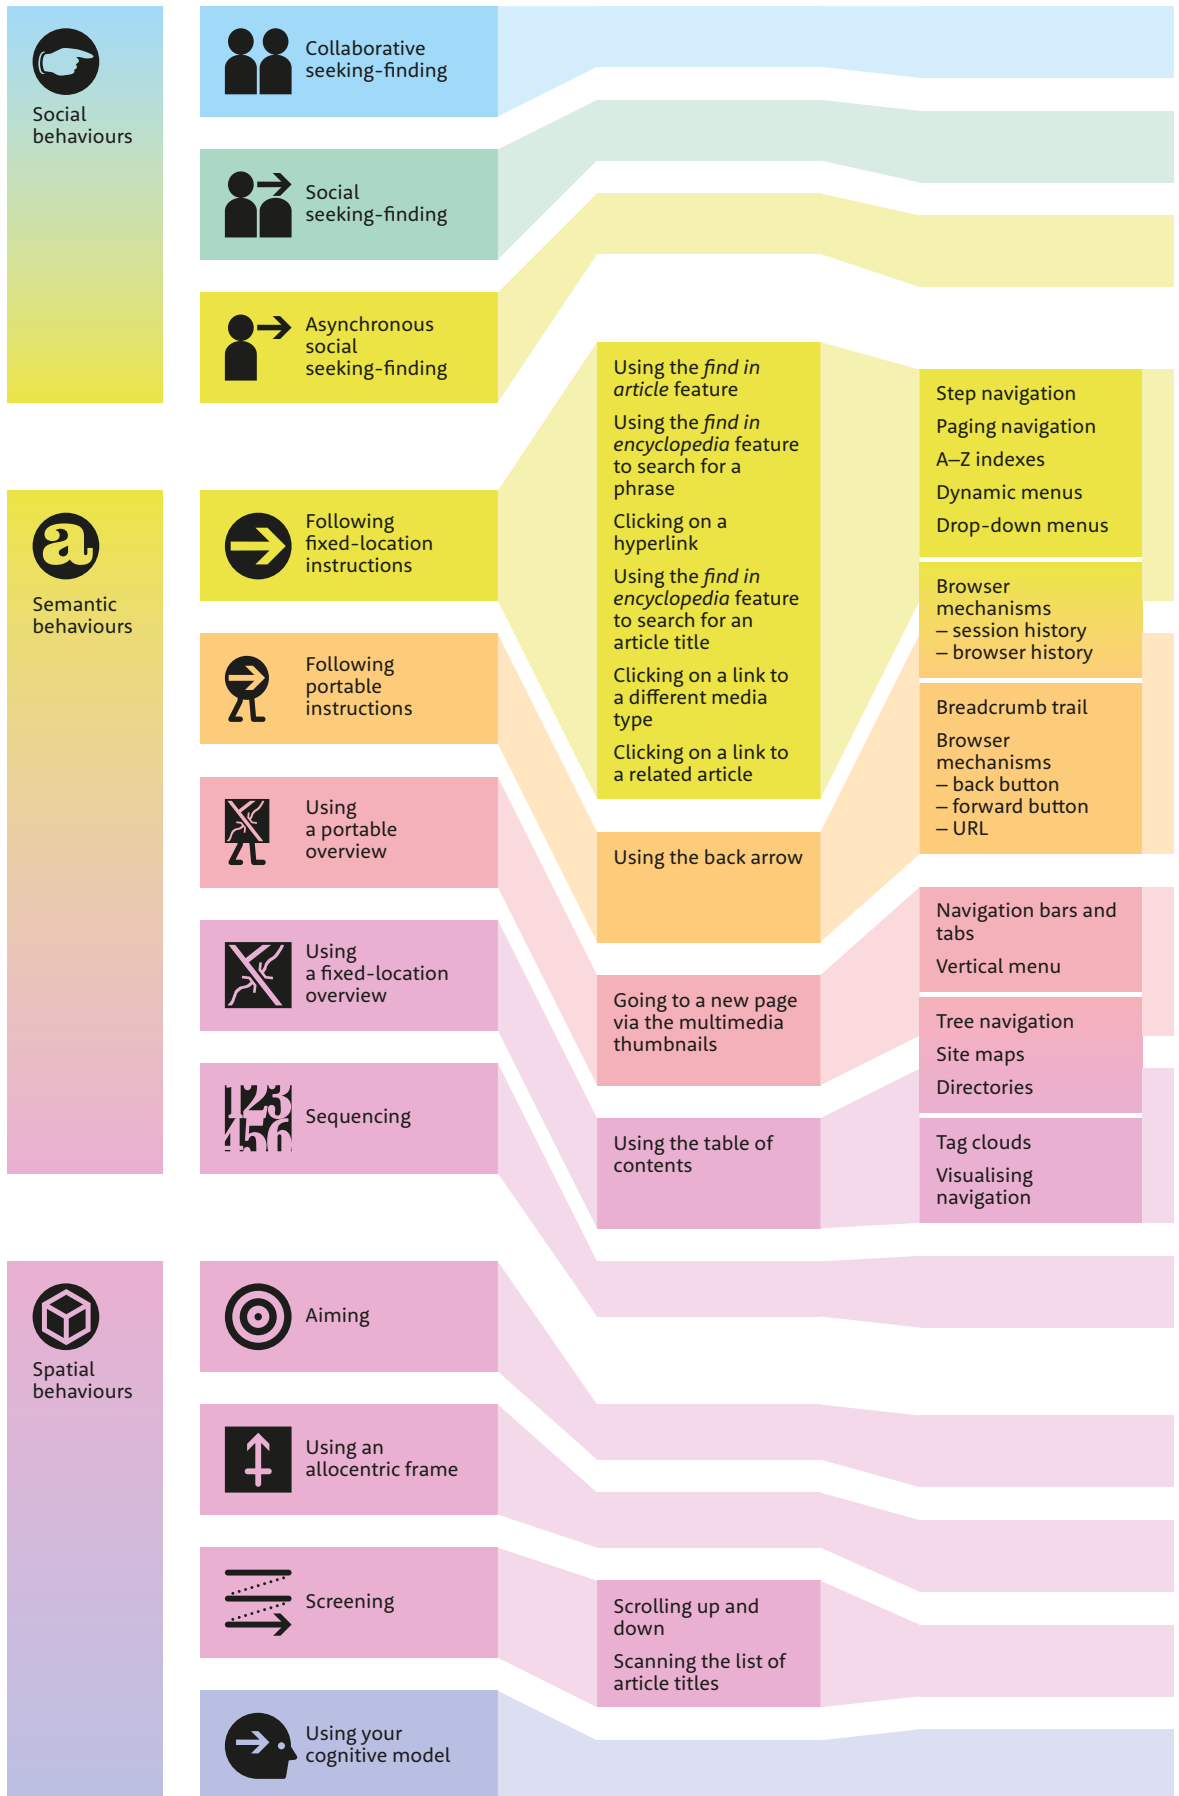 Social
behaviours
Collaborative
seeking-finding
Social
seeking-finding
Asynchronous
social
seeking-finding
Semantic
behaviours
Following
fixed-location
instructions
Following
portable
instructions
Using
a portable
overview
Using
a fixed-location
overview
123
456
Sequencing
Using the find in
article feature
Using the find in
encyclopedia feature
to search for a
phrase
Clicking on a
hyperlink
Using the find in
encyclopedia feature
to search for an
article title
Clicking on a link to
a different media
type
Clicking on a link to
a related article
Using the back arrow
Going to a new page
via the multimedia
thumbnails
Using the table of
contents
Step navigation
Paging navigation
A–Z indexes
Dynamic menus
Drop-down menus
Browser
mechanisms
– session history
– browser history
Breadcrumb trail
Browser
mechanisms
– back button
– forward button
– URL
Navigation bars and
tabs
Vertical menu
Tree navigation
Site maps
Directories
Tag clouds
Visualising
navigation
Spatial
behaviours
Aiming
Using an
allocentric frame
Screening
Using your
cognitive model
Scrolling up and
down
Scanning the list of
article titles
a